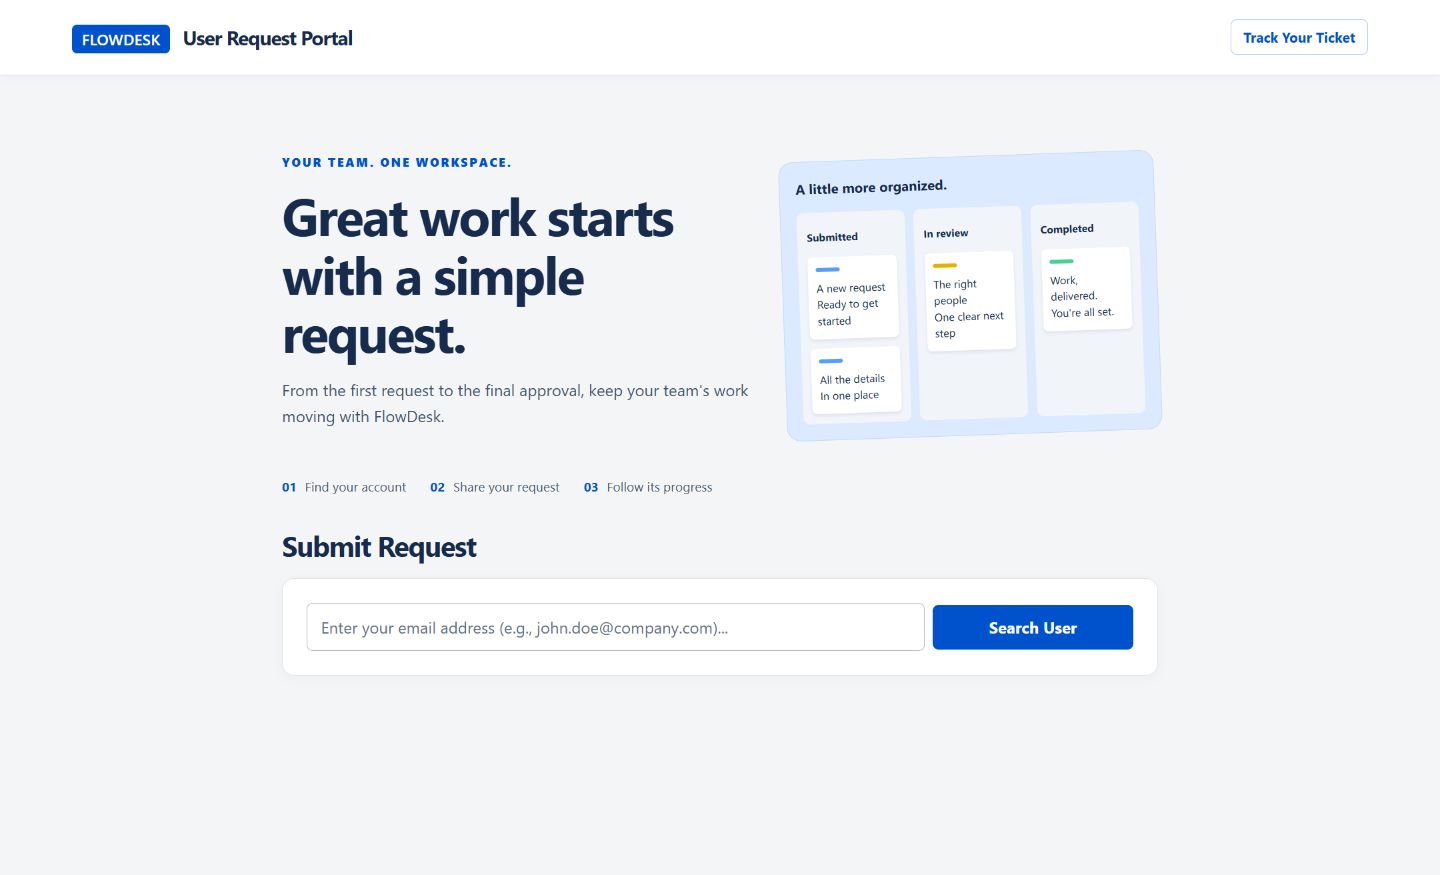 FLOWDESK User Request Portal
Track Your Ticket
YOUR TEAM. ONE WORKSPACE.
Great work starts
with a simple
request.
From the first request to the final approval, keep your team's work
moving with FlowDesk.
A little more organized.
Submitted
A new request
Ready to get
started
All the details
In one place
In review
The right
people
One clear next
step
Completed
Work,
delivered.
You're all set.
01 Find your account 02 Share your request 03 Follow its progress
Submit Request
Enter your email address (e.g., john.doe@company.com)...
Search User